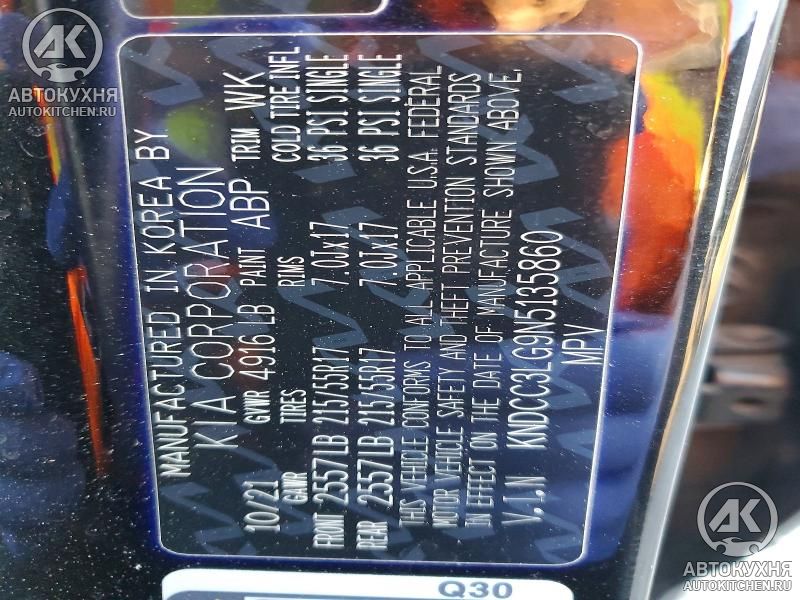 MANUFACTURED IN KOREA BY
KIA CORPORATION
10/21 GWR 4916 LB PAINT ABP TRIM WK
GAWR TIRES RIMS COLD TIRE INFL
FRONT 2557LB 215/55R17 7.0Jx17 36 PSI SINGLE
REAR 2557LB 215/55R17 7.0Jx17 36 PSI SINGLE
THIS VEHICLE CONFORMS TO ALL APPLICABLE U.S.A. FEDERAL
MOTOR VEHICLE SAFETY AND THEFT PREVENTION STANDARDS
IN EFFECT ON THE DATE OF MANUFACTURE SHOWN ABOVE.
V.I.N KNDCC3LG9N5135860
MPV
Q30
AK
АВТОКУХНЯ
AUTOKITCHEN.RU
AK
АВТОКУХНЯ
AUTOKITCHEN.RU